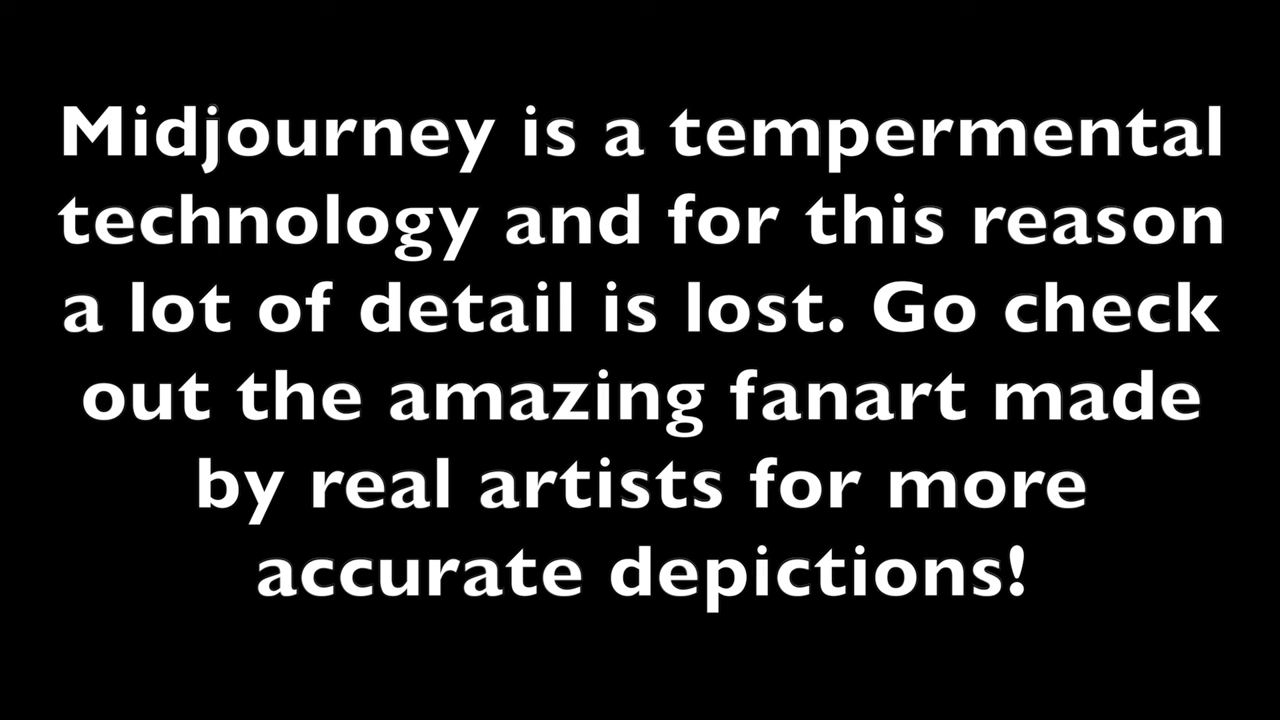 Midjourney is a tempermental
technology and for this reason
a lot of detail is lost. Go check
out the amazing fanart made
by real artists for more
accurate depictions!